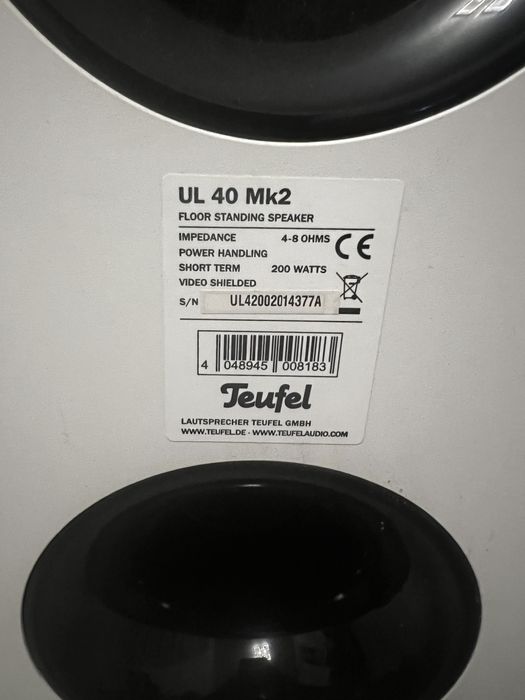 UL 40 Mk2
FLOOR STANDING SPEAKER
IMPEDANCE 4-8 OHMS
POWER HANDLING
SHORT TERM 200 WATTS
VIDEO SHIELDED
S/N UL42002014377A
CE
4 048945 008183
Teufel
LAUTSPRECHER TEUFEL GMBH
WWW.TEUFEL.DE · WWW.TEUFELAUDIO.COM